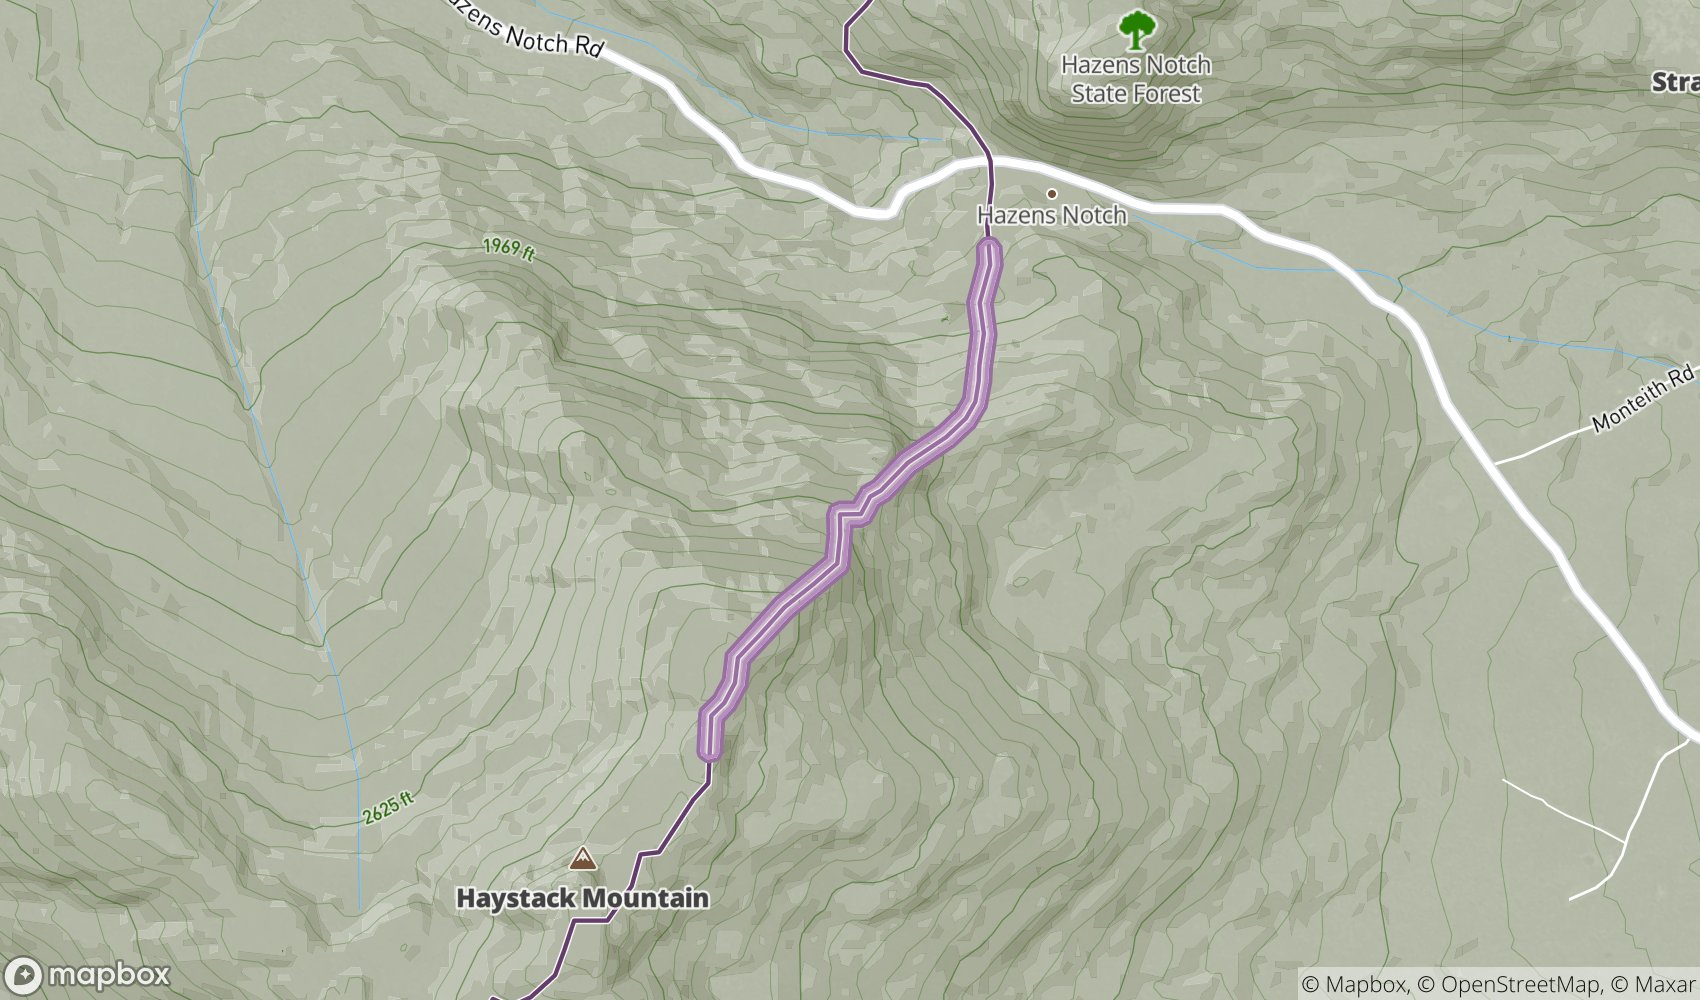 Hazens Notch Rd
Hazens Notch
State Forest
Hazens Notch
1969 ft
Monteith Rd
2625 ft
Haystack Mountain
mapbox
© Mapbox, © OpenStreetMap, © Maxar